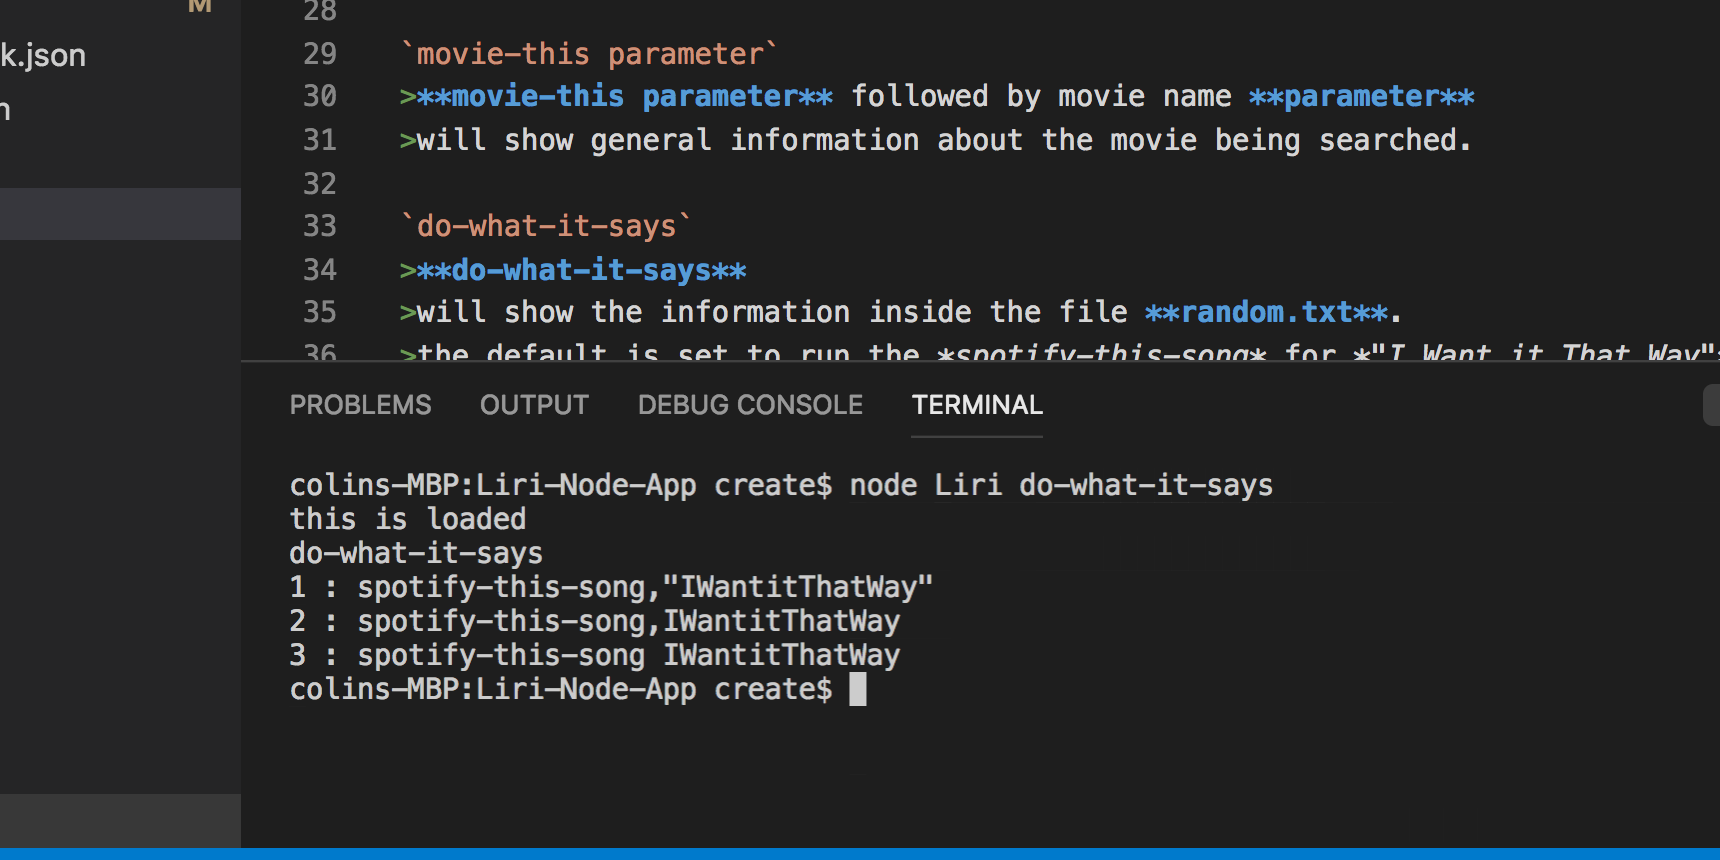 M
k.json
28
29 `movie-this parameter`
30 >**movie-this parameter** followed by movie name **parameter**
31 >will show general information about the movie being searched.
32
33 `do-what-it-says`
34 >**do-what-it-says**
35 >will show the information inside the file **random.txt**.
36 >the default is set to run the *spotify-this-song* for *"I Want it That Way"
PROBLEMS OUTPUT DEBUG CONSOLE TERMINAL
colins-MBP:Liri-Node-App create$ node Liri do-what-it-says
this is loaded
do-what-it-says
1 : spotify-this-song,"IWantitThatWay"
2 : spotify-this-song,IWantitThatWay
3 : spotify-this-song IWantitThatWay
colins-MBP:Liri-Node-App create$